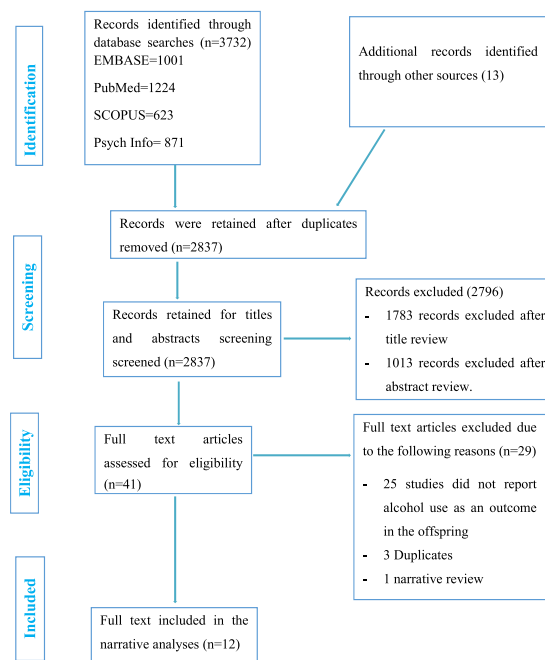 Records identified through
database searches (n=3732)
EMBASE=1001
PubMed=1224
SCOPUS=623
Psych Info= 871
Additional records identified
through other sources (13)
Identification
Records were retained after duplicates
removed (n=2837)
Screening
Records retained for titles
and abstracts screening
screened (n=2837)
Records excluded (2796)
- 1783 records excluded after
title review
- 1013 records excluded after
abstract review.
Eligibility
Full text articles
assessed for eligibility
(n=41)
Full text articles excluded due
to the following reasons (n=29)
- 25 studies did not report
alcohol use as an outcome
in the offspring
- 3 Duplicates
- 1 narrative review
Included
Full text included in the
narrative analyses (n=12)